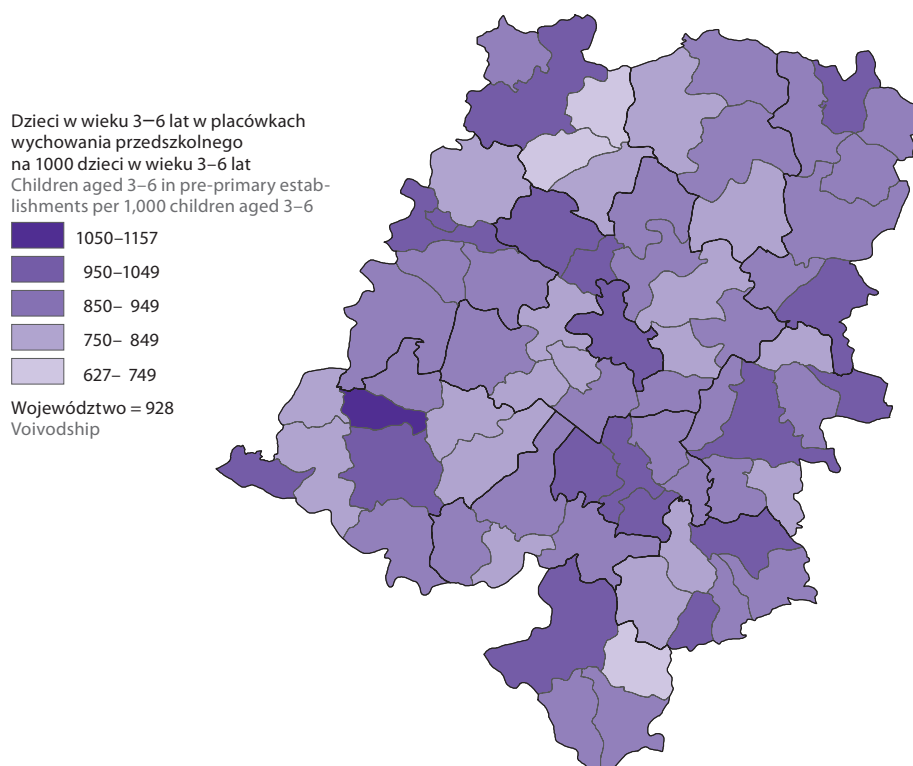 Dzieci w wieku 3–6 lat w placówkach
wychowania przedszkolnego
na 1000 dzieci w wieku 3–6 lat
Children aged 3–6 in pre-primary estab-
lishments per 1,000 children aged 3–6
1050–1157
950–1049
850– 949
750– 849
627– 749
Województwo = 928
Voivodship